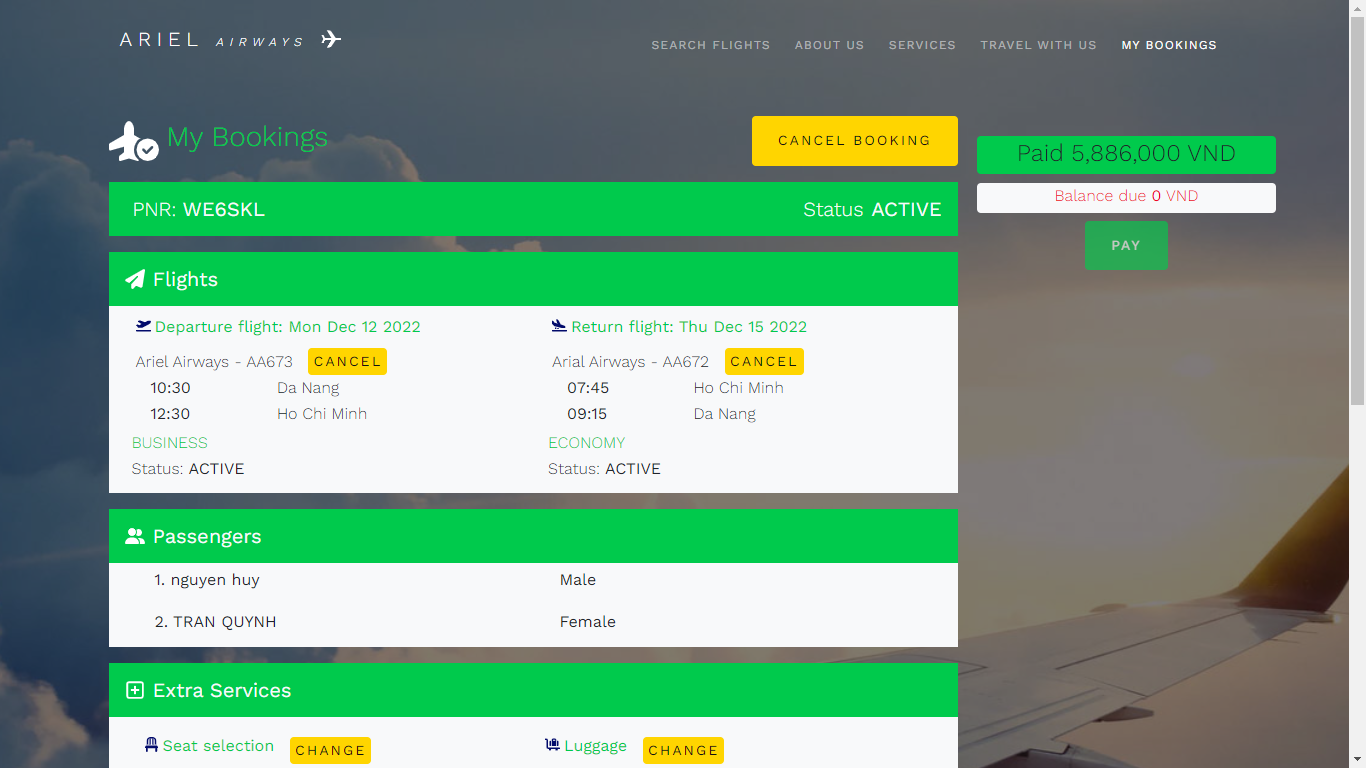 ARIEL AIRWAYS
SEARCH FLIGHTS ABOUT US SERVICES TRAVEL WITH US MY BOOKINGS
My Bookings
CANCEL BOOKING
PNR: WE6SKL Status ACTIVE
Flights
Departure flight: Mon Dec 12 2022
Ariel Airways - AA673 CANCEL
10:30 Da Nang
12:30 Ho Chi Minh
BUSINESS
Status: ACTIVE
Return flight: Thu Dec 15 2022
Arial Airways - AA672 CANCEL
07:45 Ho Chi Minh
09:15 Da Nang
ECONOMY
Status: ACTIVE
Passengers
1. nguyen huy Male
2. TRAN QUYNH Female
Extra Services
Seat selection CHANGE
Luggage CHANGE
Paid 5,886,000 VND
Balance due 0 VND
PAY